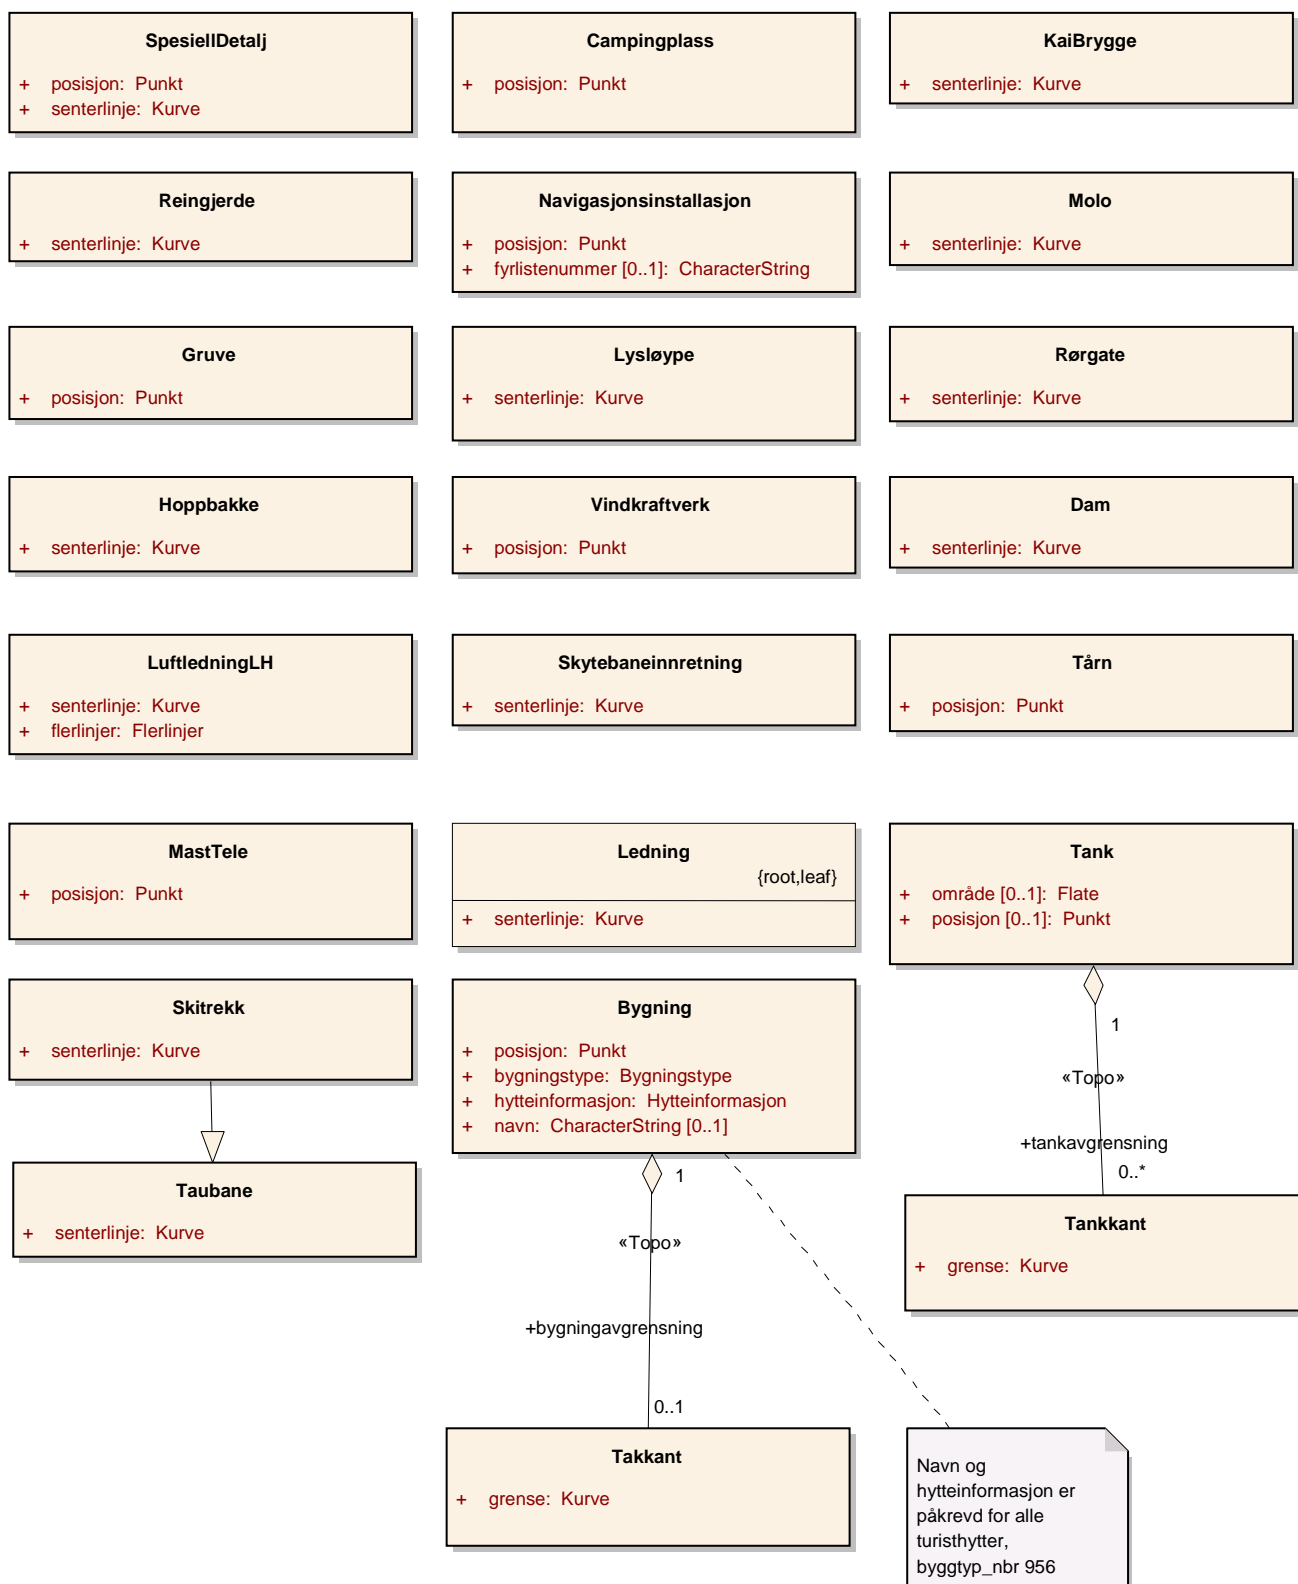 SpesiellDetalj
+ posisjon: Punkt
+ senterlinje: Kurve
Campingplass
+ posisjon: Punkt
KaiBrygge
+ senterlinje: Kurve
Reingjerde
+ senterlinje: Kurve
Navigasjonsinstallasjon
+ posisjon: Punkt
+ fyrlistenummer [0..1]: CharacterString
Molo
+ senterlinje: Kurve
Gruve
+ posisjon: Punkt
Lysløype
+ senterlinje: Kurve
Rørgate
+ senterlinje: Kurve
Hoppbakke
+ senterlinje: Kurve
Vindkraftverk
+ posisjon: Punkt
Dam
+ senterlinje: Kurve
LuftledningLH
+ senterlinje: Kurve
+ flerlinjer: Flerlinjer
Skytebaneinnretning
+ senterlinje: Kurve
Tårn
+ posisjon: Punkt
MastTele
+ posisjon: Punkt
Ledning
{root,leaf}
+ senterlinje: Kurve
Tank
+ område [0..1]: Flate
+ posisjon [0..1]: Punkt
Skitrekk
+ senterlinje: Kurve
Bygning
+ posisjon: Punkt
+ bygningstype: Bygningstype
+ hytteinformasjon: Hytteinformasjon
+ navn: CharacterString [0..1]
1
«Topo»
+tankavgrensning
0..*
Taubane
+ senterlinje: Kurve
1
«Topo»
+bygningavgrensning
0..1
Tankkant
+ grense: Kurve
Takkant
+ grense: Kurve
Navn og
hytteinformasjon er
påkrevd for alle
turisthytter,
byggtyp_nbr 956